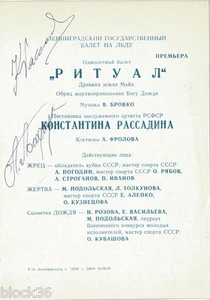 ЛЕНИНГРАДСКИЙ ГОСУДАРСТВЕННЫЙ
БАЛЕТ НА ЛЬДУ
ПРЕМЬЕРА
Одноактный балет
„РИТУАЛ"
Древняя земля Майя
Обряд жертвоприношения Богу Дождя
Музыка В. БРОВКО
Постановка заслуженного артиста РСФСР
КОНСТАНТИНА РАССАДИНА
Костюмы А. ФРОЛОВА
Действующие лица:
ЖРЕЦ — обладатель кубка СССР, мастер спорта СССР
А. ПОГОДИН, мастер спорта СССР О. РЯБОВ,
А. СТРОГАНОВ, П. ИВАНОВ
ЖЕРТВА — И. ПОДОЛЬСКАЯ, Л. ТОЛКУНОВА,
мастер спорта СССР Е. АЛЕПКО,
О. КУЗНЕЦОВА
Солистка ДОЖДЯ — Н. РОЗОВА, Е. ВАСИЛЬЕВА,
М. ПОДОЛЬСКАЯ, лауреат
Всесоюзного конкурса молодых
исполнителей, мастер спорта СССР
О. КУВАШОВА
block36